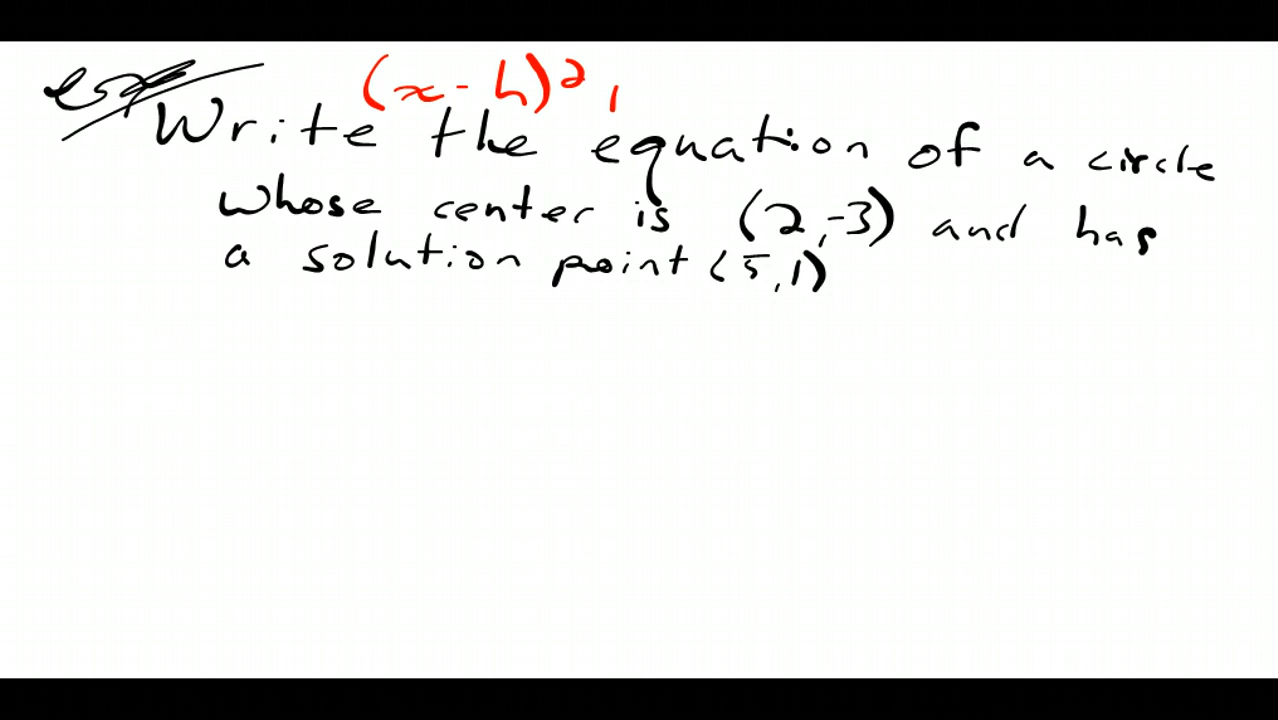 (x - h)²
Write the equation of a circle
whose center is (2,-3) and has
a solution point (5,1)